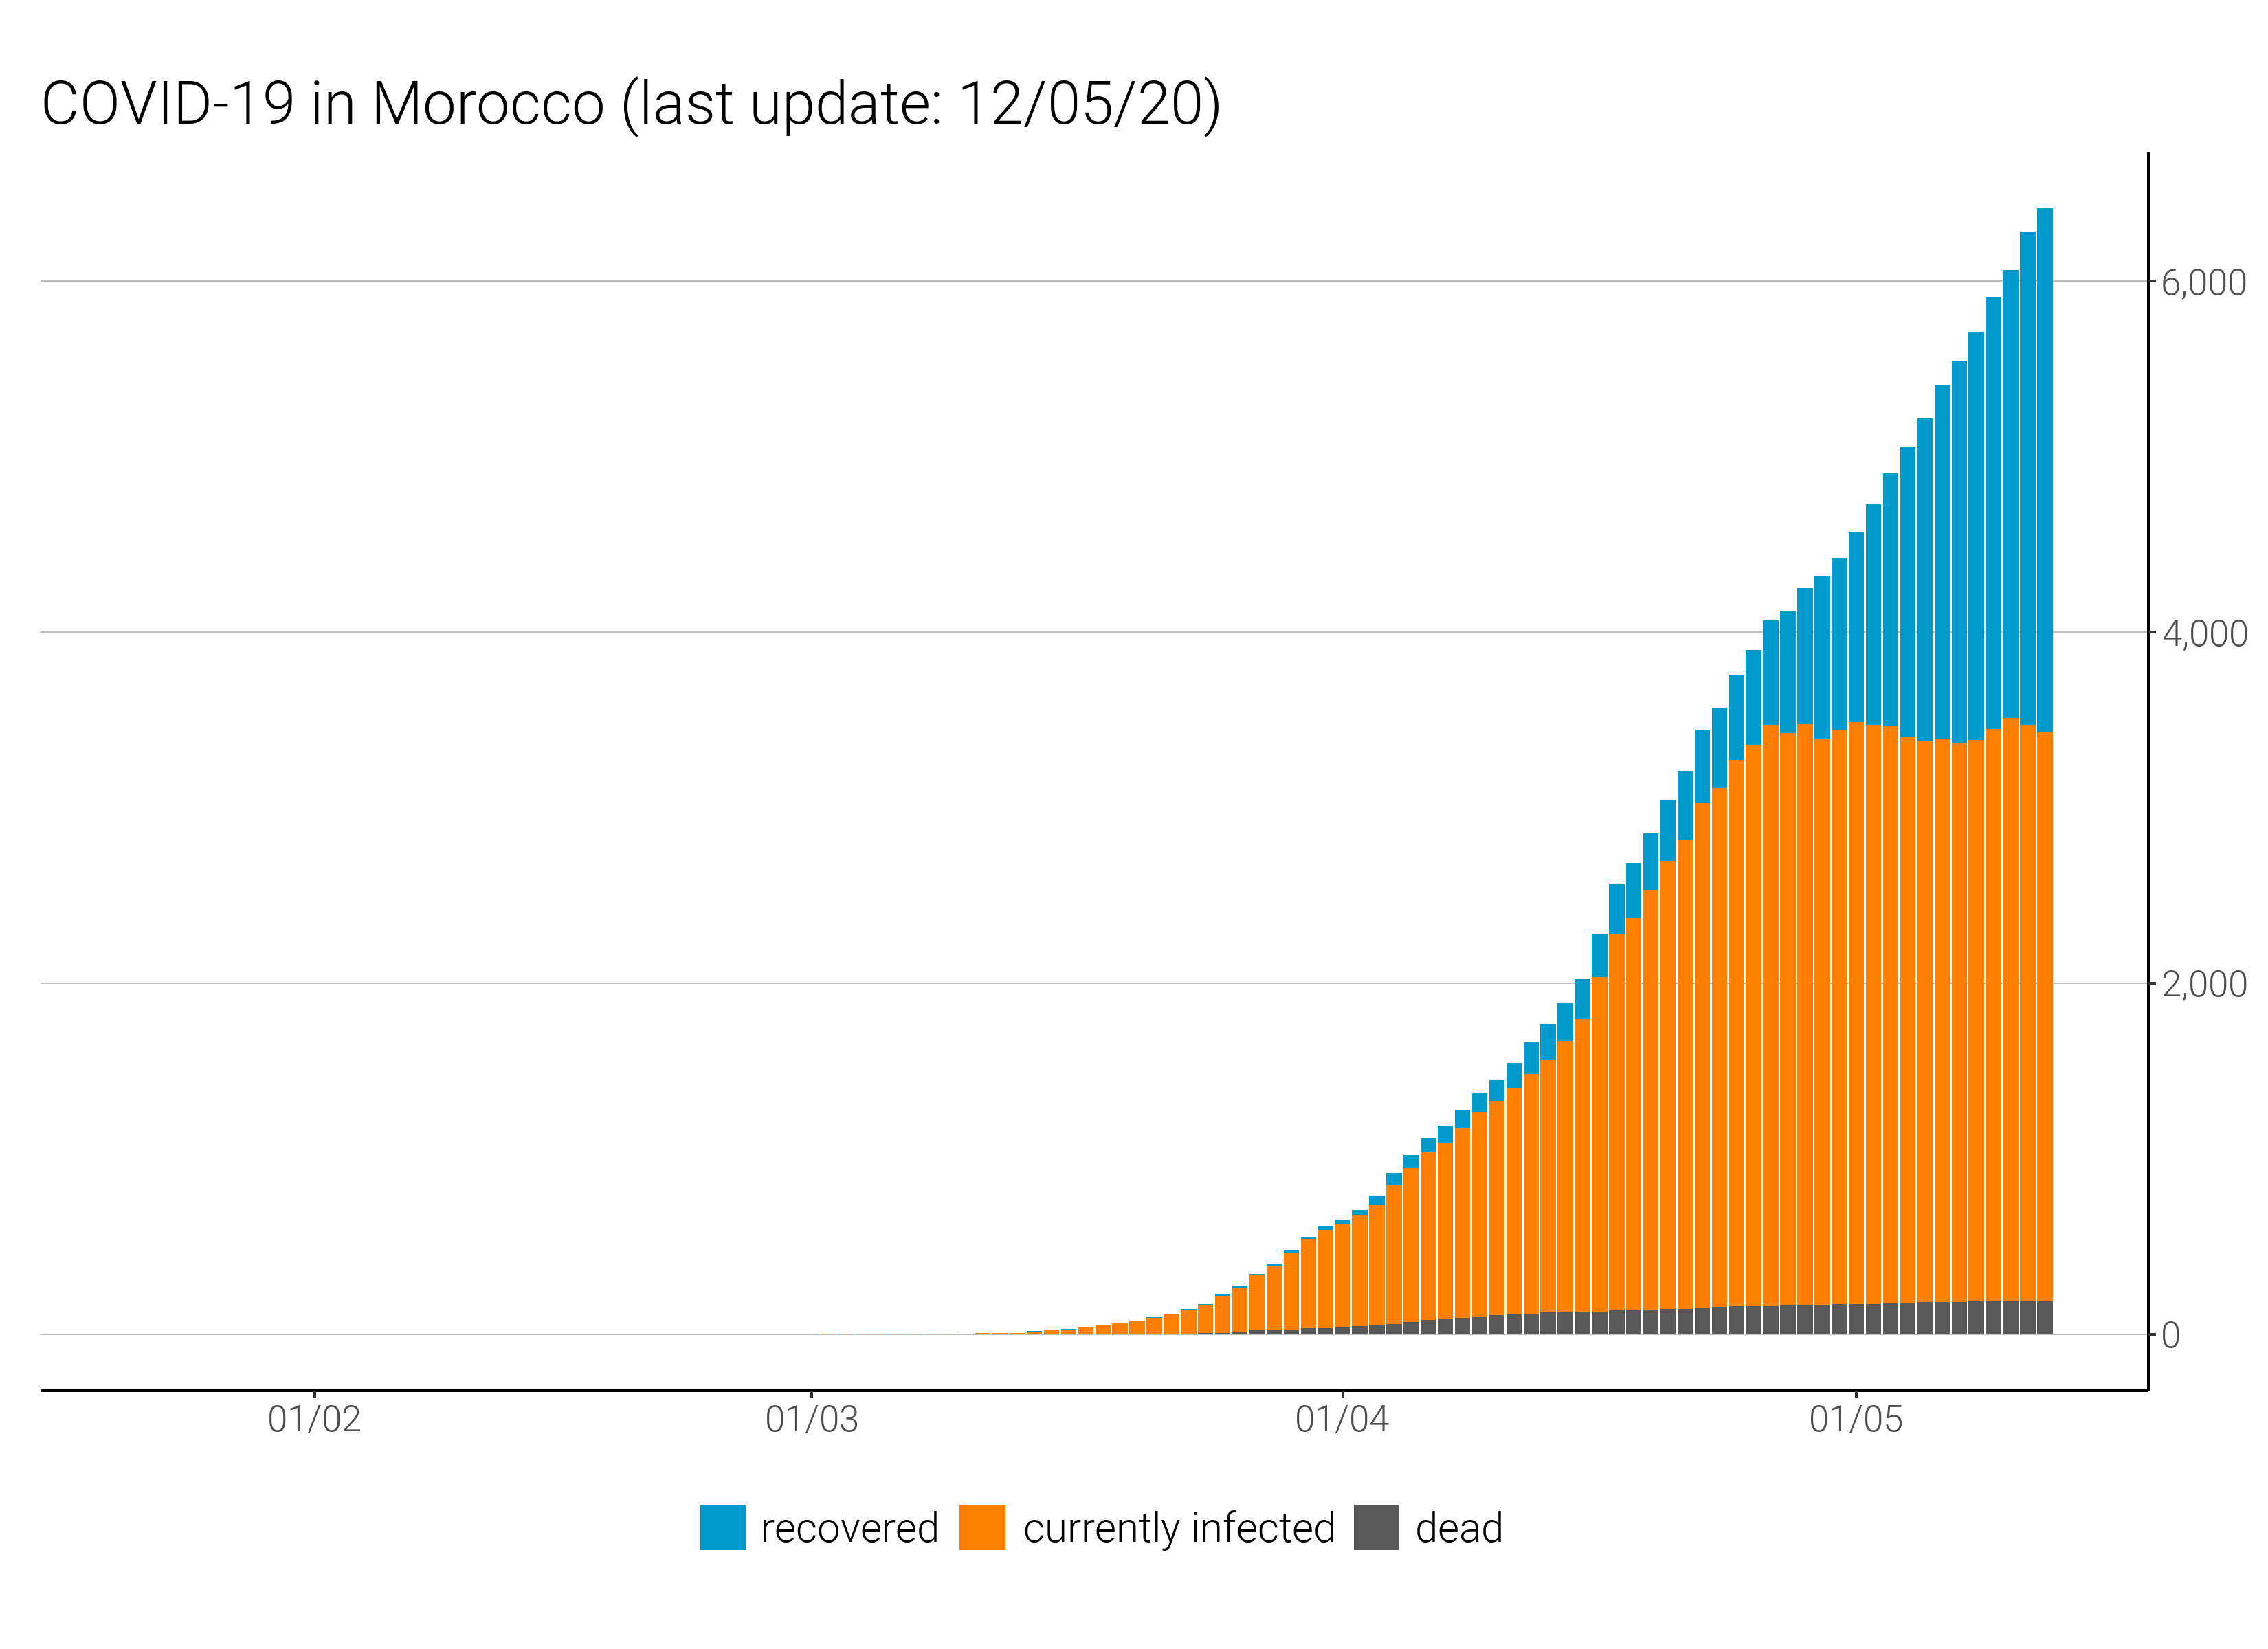 COVID-19 in Morocco (last update: 12/05/20)
6,000
4,000
2,000
0
01/02 01/03 01/04 01/05
recovered currently infected dead